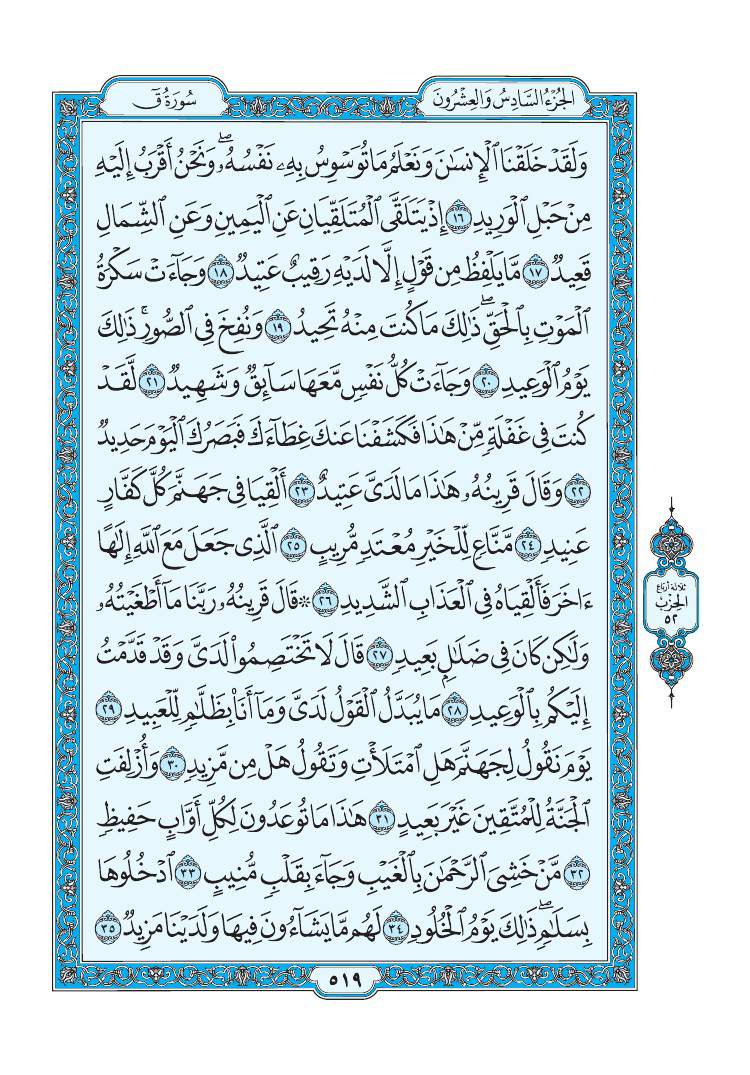 الجُزْءُ السَّادِسُ وَالعِشْرُونَ
سُورَةُ قٓ
وَلَقَدۡ خَلَقۡنَا ٱلۡإِنسَٰنَ وَنَعۡلَمُ مَا تُوَسۡوِسُ بِهِۦ نَفۡسُهُۥۖ وَنَحۡنُ أَقۡرَبُ إِلَيۡهِ
مِنۡ حَبۡلِ ٱلۡوَرِيدِ ١٦ إِذۡ يَتَلَقَّى ٱلۡمُتَلَقِّيَانِ عَنِ ٱلۡيَمِينِ وَعَنِ ٱلشِّمَالِ
قَعِيدٞ ١٧ مَّا يَلۡفِظُ مِن قَوۡلٍ إِلَّا لَدَيۡهِ رَقِيبٌ عَتِيدٞ ١٨ وَجَآءَتۡ سَكۡرَةُ
ٱلۡمَوۡتِ بِٱلۡحَقِّۖ ذَٰلِكَ مَا كُنتَ مِنۡهُ تَحِيدُ ١٩ وَنُفِخَ فِي ٱلصُّورِۚ ذَٰلِكَ
يَوۡمُ ٱلۡوَعِيدِ ٢٠ وَجَآءَتۡ كُلُّ نَفۡسٖ مَّعَهَا سَآئِقٞ وَشَهِيدٞ ٢١ لَّقَدۡ
كُنتَ فِي غَفۡلَةٖ مِّنۡ هَٰذَا فَكَشَفۡنَا عَنكَ غِطَآءَكَ فَبَصَرُكَ ٱلۡيَوۡمَ حَدِيدٞ
٢٢ وَقَالَ قَرِينُهُۥ هَٰذَا مَا لَدَيَّ عَتِيدٌ ٢٣ أَلۡقِيَا فِي جَهَنَّمَ كُلَّ كَفَّارٍ
عَنِيدٖ ٢٤ مَّنَّاعٖ لِّلۡخَيۡرِ مُعۡتَدٖ مُّرِيبٍ ٢٥ ٱلَّذِي جَعَلَ مَعَ ٱللَّهِ إِلَٰهًا
ءَاخَرَ فَأَلۡقِيَاهُ فِي ٱلۡعَذَابِ ٱلشَّدِيدِ ٢٦ ۞قَالَ قَرِينُهُۥ رَبَّنَا مَآ أَطۡغَيۡتُهُۥ
وَلَٰكِن كَانَ فِي ضَلَٰلِۭ بَعِيدٖ ٢٧ قَالَ لَا تَخۡتَصِمُواْ لَدَيَّ وَقَدۡ قَدَّمۡتُ
إِلَيۡكُم بِٱلۡوَعِيدِ ٢٨ مَا يُبَدَّلُ ٱلۡقَوۡلُ لَدَيَّ وَمَآ أَنَا۠ بِظَلَّٰمٖ لِّلۡعَبِيدِ ٢٩
يَوۡمَ نَقُولُ لِجَهَنَّمَ هَلِ ٱمۡتَلَأۡتِ وَتَقُولُ هَلۡ مِن مَّزِيدٖ ٣٠ وَأُزۡلِفَتِ
ٱلۡجَنَّةُ لِلۡمُتَّقِينَ غَيۡرَ بَعِيدٍ ٣١ هَٰذَا مَا تُوعَدُونَ لِكُلِّ أَوَّابٍ حَفِيظٖ
٣٢ مَّنۡ خَشِيَ ٱلرَّحۡمَٰنَ بِٱلۡغَيۡبِ وَجَآءَ بِقَلۡبٖ مُّنِيبٍ ٣٣ ٱدۡخُلُوهَا
بِسَلَٰمٖۖ ذَٰلِكَ يَوۡمُ ٱلۡخُلُودِ ٣٤ لَهُم مَّا يَشَآءُونَ فِيهَا وَلَدَيۡنَا مَزِيدٞ ٣٥
ثلاثة أرباع
الحِزْبُ
٥٢
٥١٩